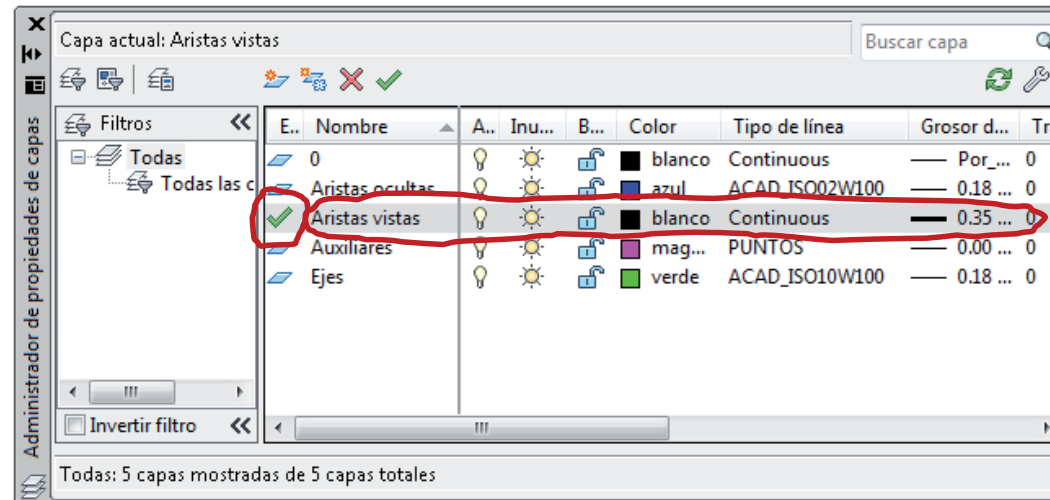 Capa actual: Aristas vistas
Buscar capa
Filtros
Todas
Todas las c
E.. Nombre A.. Inu... B... Color Tipo de línea Grosor d... Tr
0 blanco Continuous Por_... 0
Aristas ocultas azul ACAD_ISO02W100 0.18 ... 0
Aristas vistas blanco Continuous 0.35 ... 0
Auxiliares mag... PUNTOS 0.00 ... 0
Ejes verde ACAD_ISO10W100 0.18 ... 0
Invertir filtro
Todas: 5 capas mostradas de 5 capas totales
Administrador de propiedades de capas